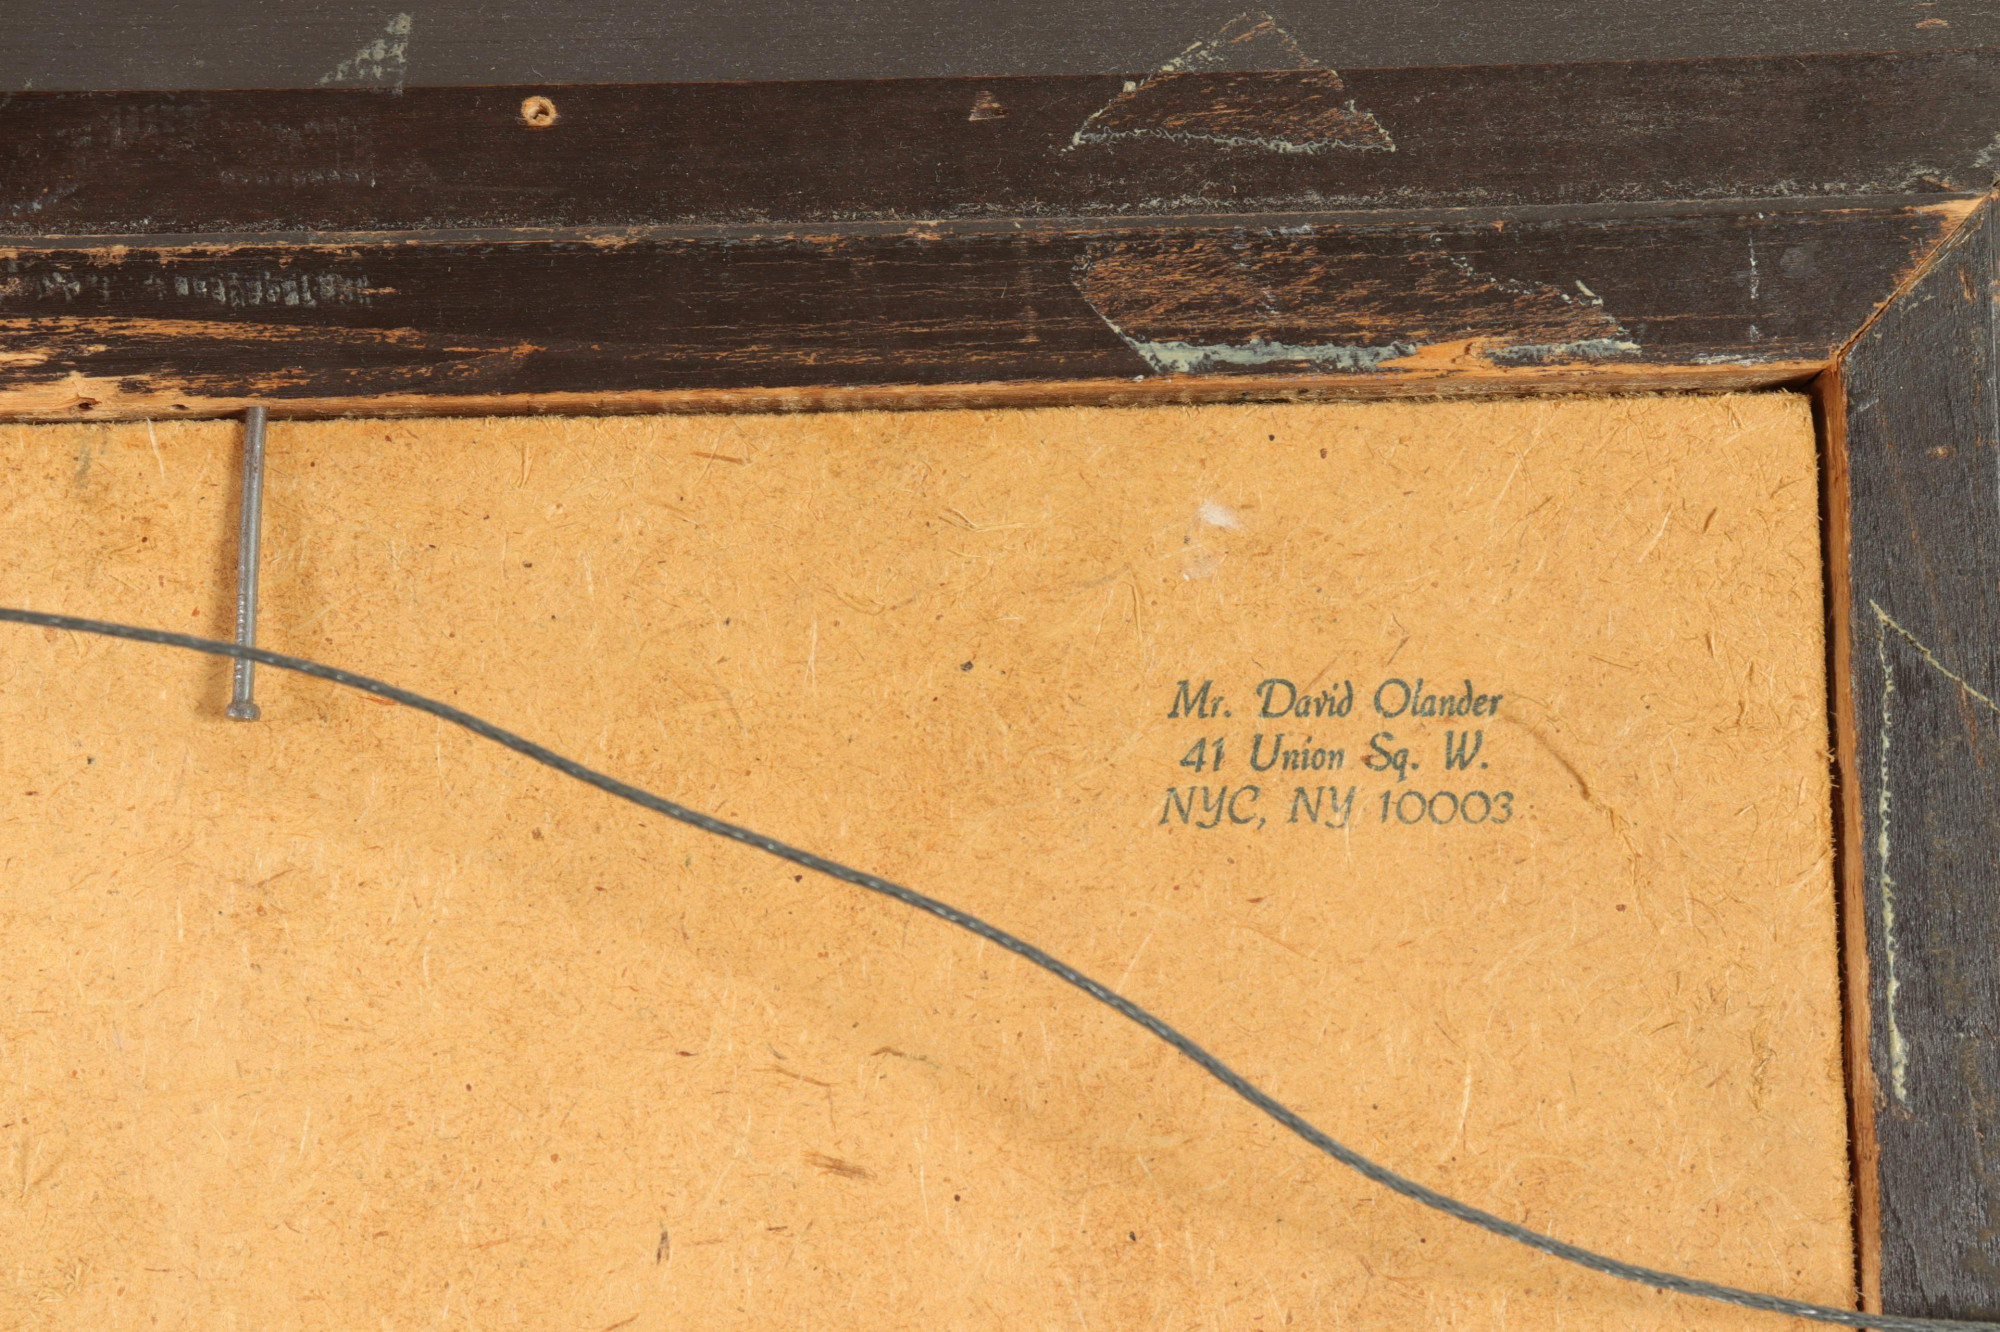 Mr. David Olander
41 Union Sq. W.
NYC, NY 10003